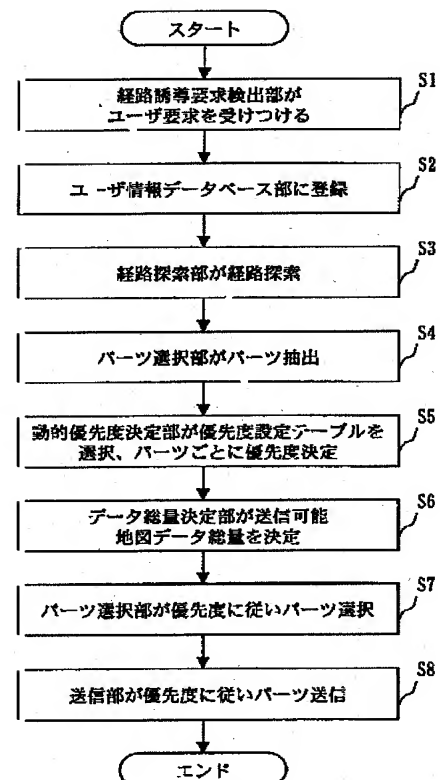 スタート
S1
経路誘導要求検出部が
ユーザ要求を受けつける
S2
ユーザ情報データベース部に登録
S3
経路探索部が経路探索
S4
パーツ選択部がパーツ抽出
S5
動的優先度決定部が優先度設定テーブルを
選択、パーツごとに優先度決定
S6
データ総量決定部が送信可能
地図データ総量を決定
S7
パーツ選択部が優先度に従いパーツ選択
S8
送信部が優先度に従いパーツ送信
エンド